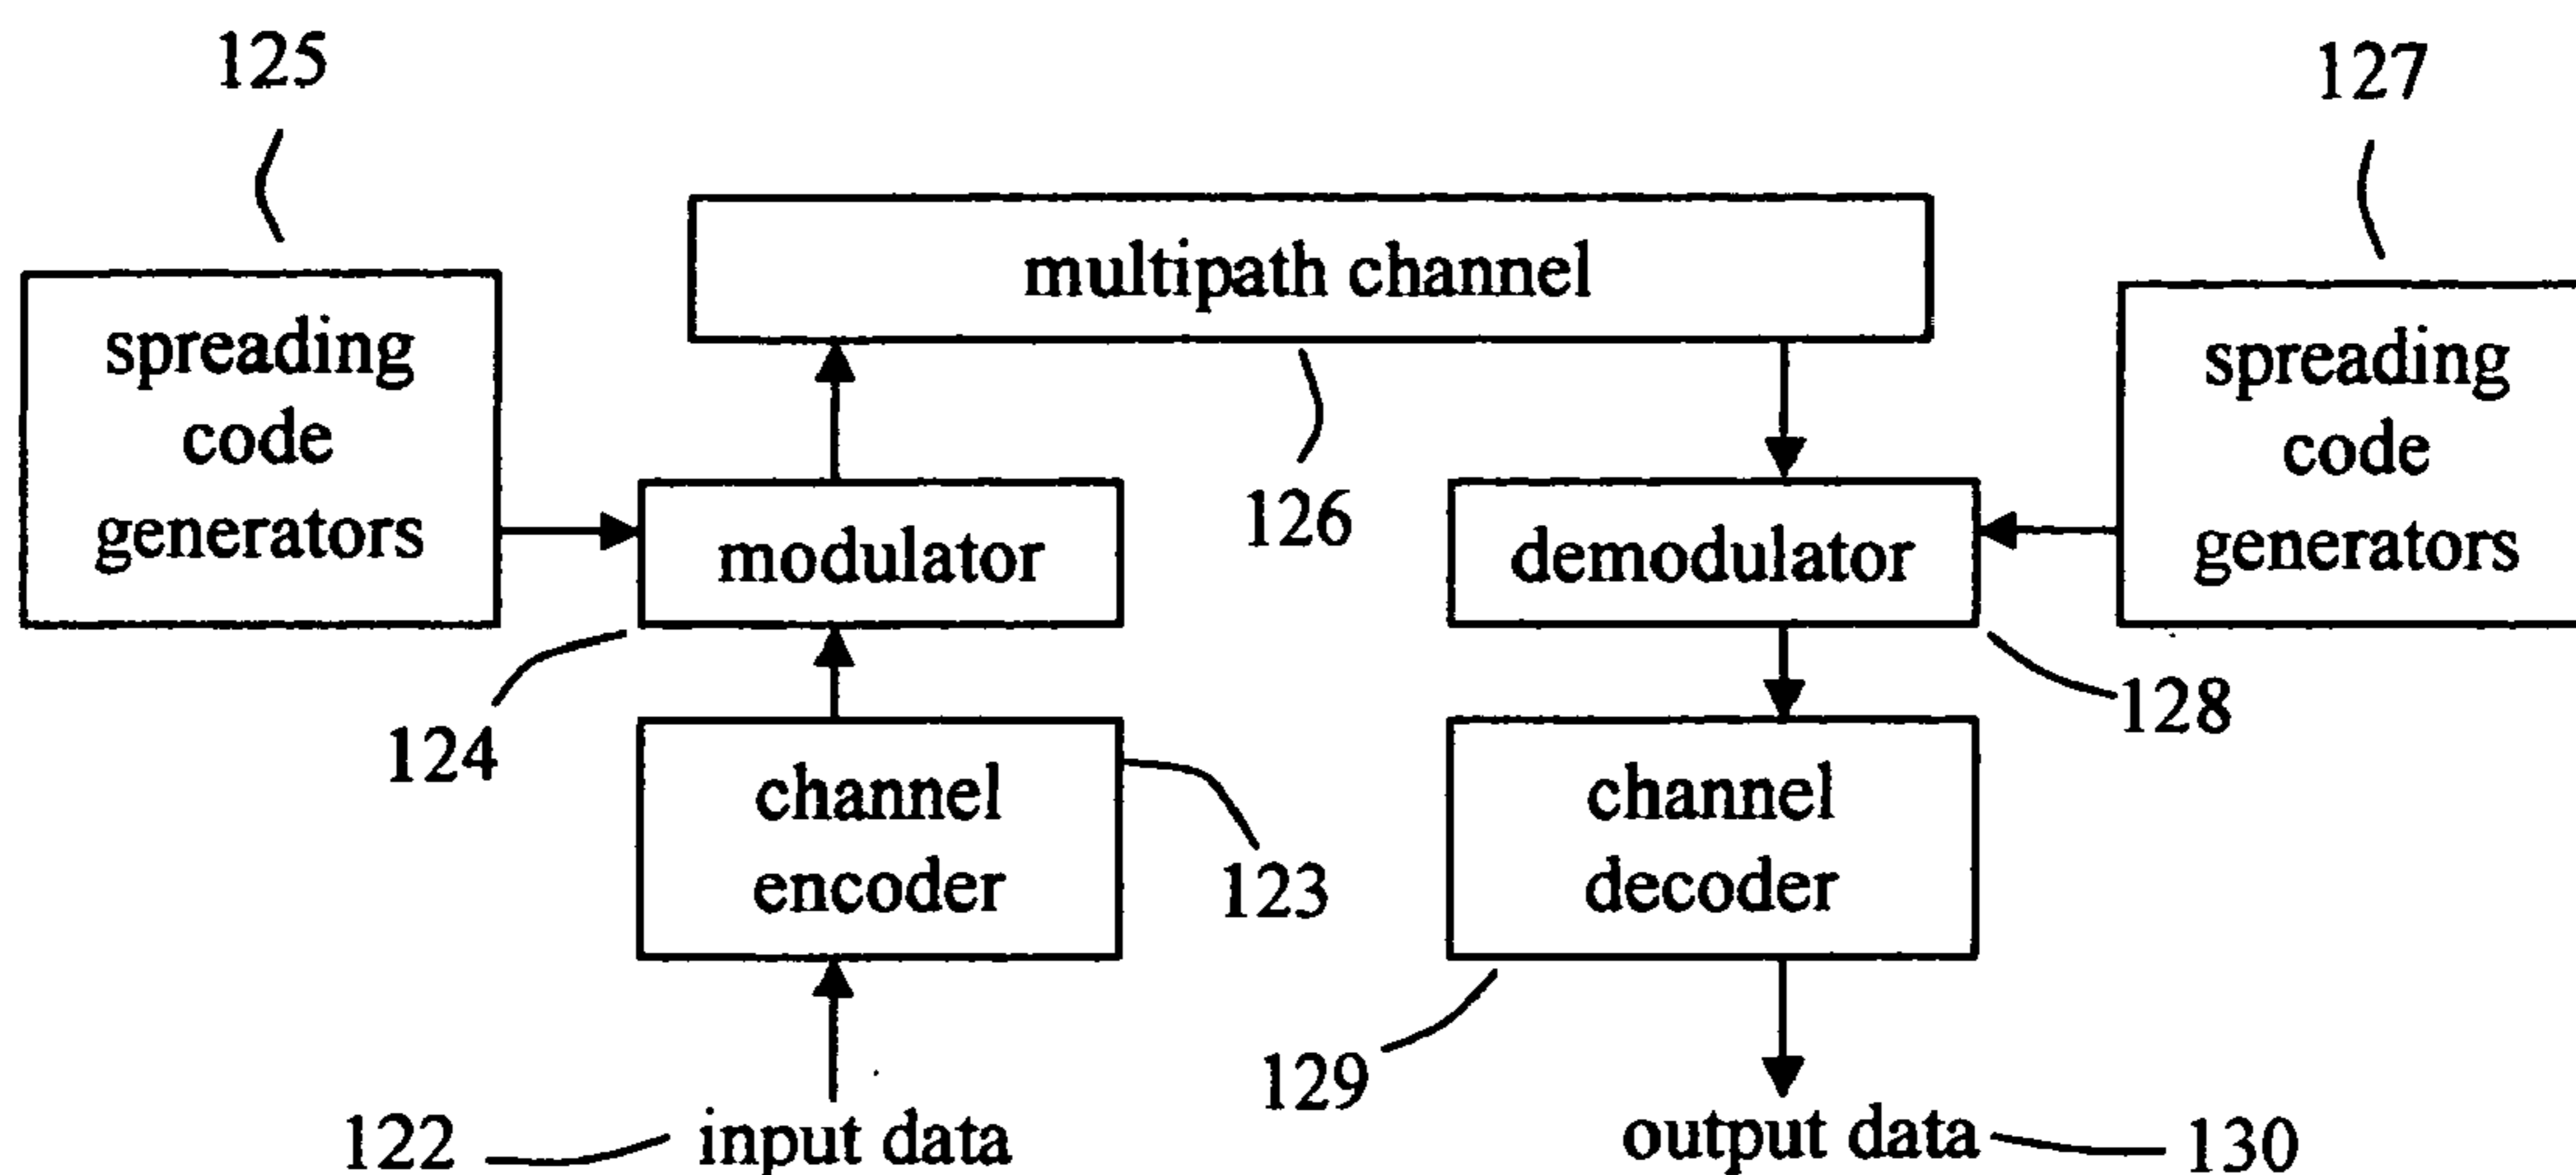 125
127
multipath channel
spreading
code
generators
spreading
code
generators
126
modulator
demodulator
124
128
channel
encoder
123
channel
decoder
129
122
input data
output data
130